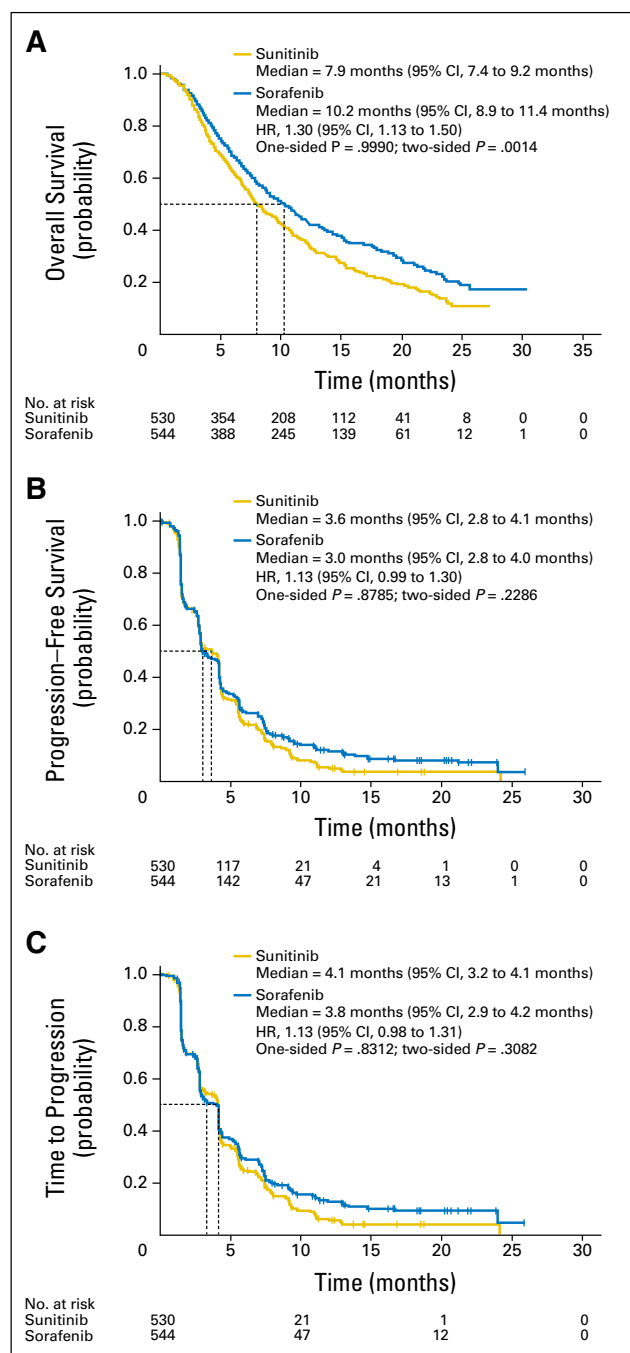 A
Sunitinib
Median = 7.9 months (95% CI, 7.4 to 9.2 months)
Sorafenib
Median = 10.2 months (95% CI, 8.9 to 11.4 months)
HR, 1.30 (95% CI, 1.13 to 1.50)
One-sided P = .9990; two-sided P = .0014
Overall Survival
(probability)
1.0
0.8
0.6
0.4
0.2
0 5 10 15 20 25 30 35
Time (months)
No. at risk
Sunitinib 530 354 208 112 41 8 0 0
Sorafenib 544 388 245 139 61 12 1 0
B
Sunitinib
Median = 3.6 months (95% CI, 2.8 to 4.1 months)
Sorafenib
Median = 3.0 months (95% CI, 2.8 to 4.0 months)
HR, 1.13 (95% CI, 0.99 to 1.30)
One-sided P = .8785; two-sided P = .2286
Progression–Free Survival
(probability)
1.0
0.8
0.6
0.4
0.2
0 5 10 15 20 25 30
Time (months)
No. at risk
Sunitinib 530 117 21 4 1 0 0
Sorafenib 544 142 47 21 13 1 0
C
Sunitinib
Median = 4.1 months (95% CI, 3.2 to 4.1 months)
Sorafenib
Median = 3.8 months (95% CI, 2.9 to 4.2 months)
HR, 1.13 (95% CI, 0.98 to 1.31)
One-sided P = .8312; two-sided P = .3082
Time to Progression
(probability)
1.0
0.8
0.6
0.4
0.2
0 5 10 15 20 25 30
Time (months)
No. at risk
Sunitinib 530 21 1 0
Sorafenib 544 47 12 0